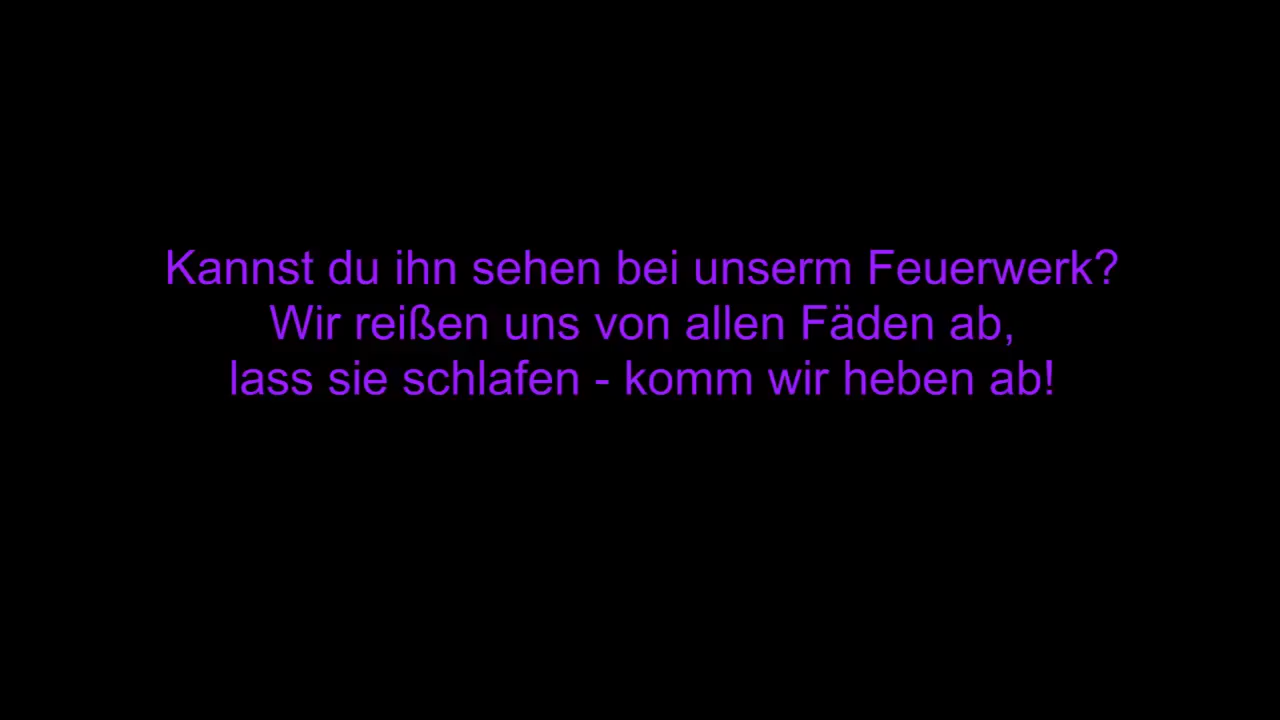 Kannst du ihn sehen bei unserm Feuerwerk?
Wir reißen uns von allen Fäden ab,
lass sie schlafen - komm wir heben ab!